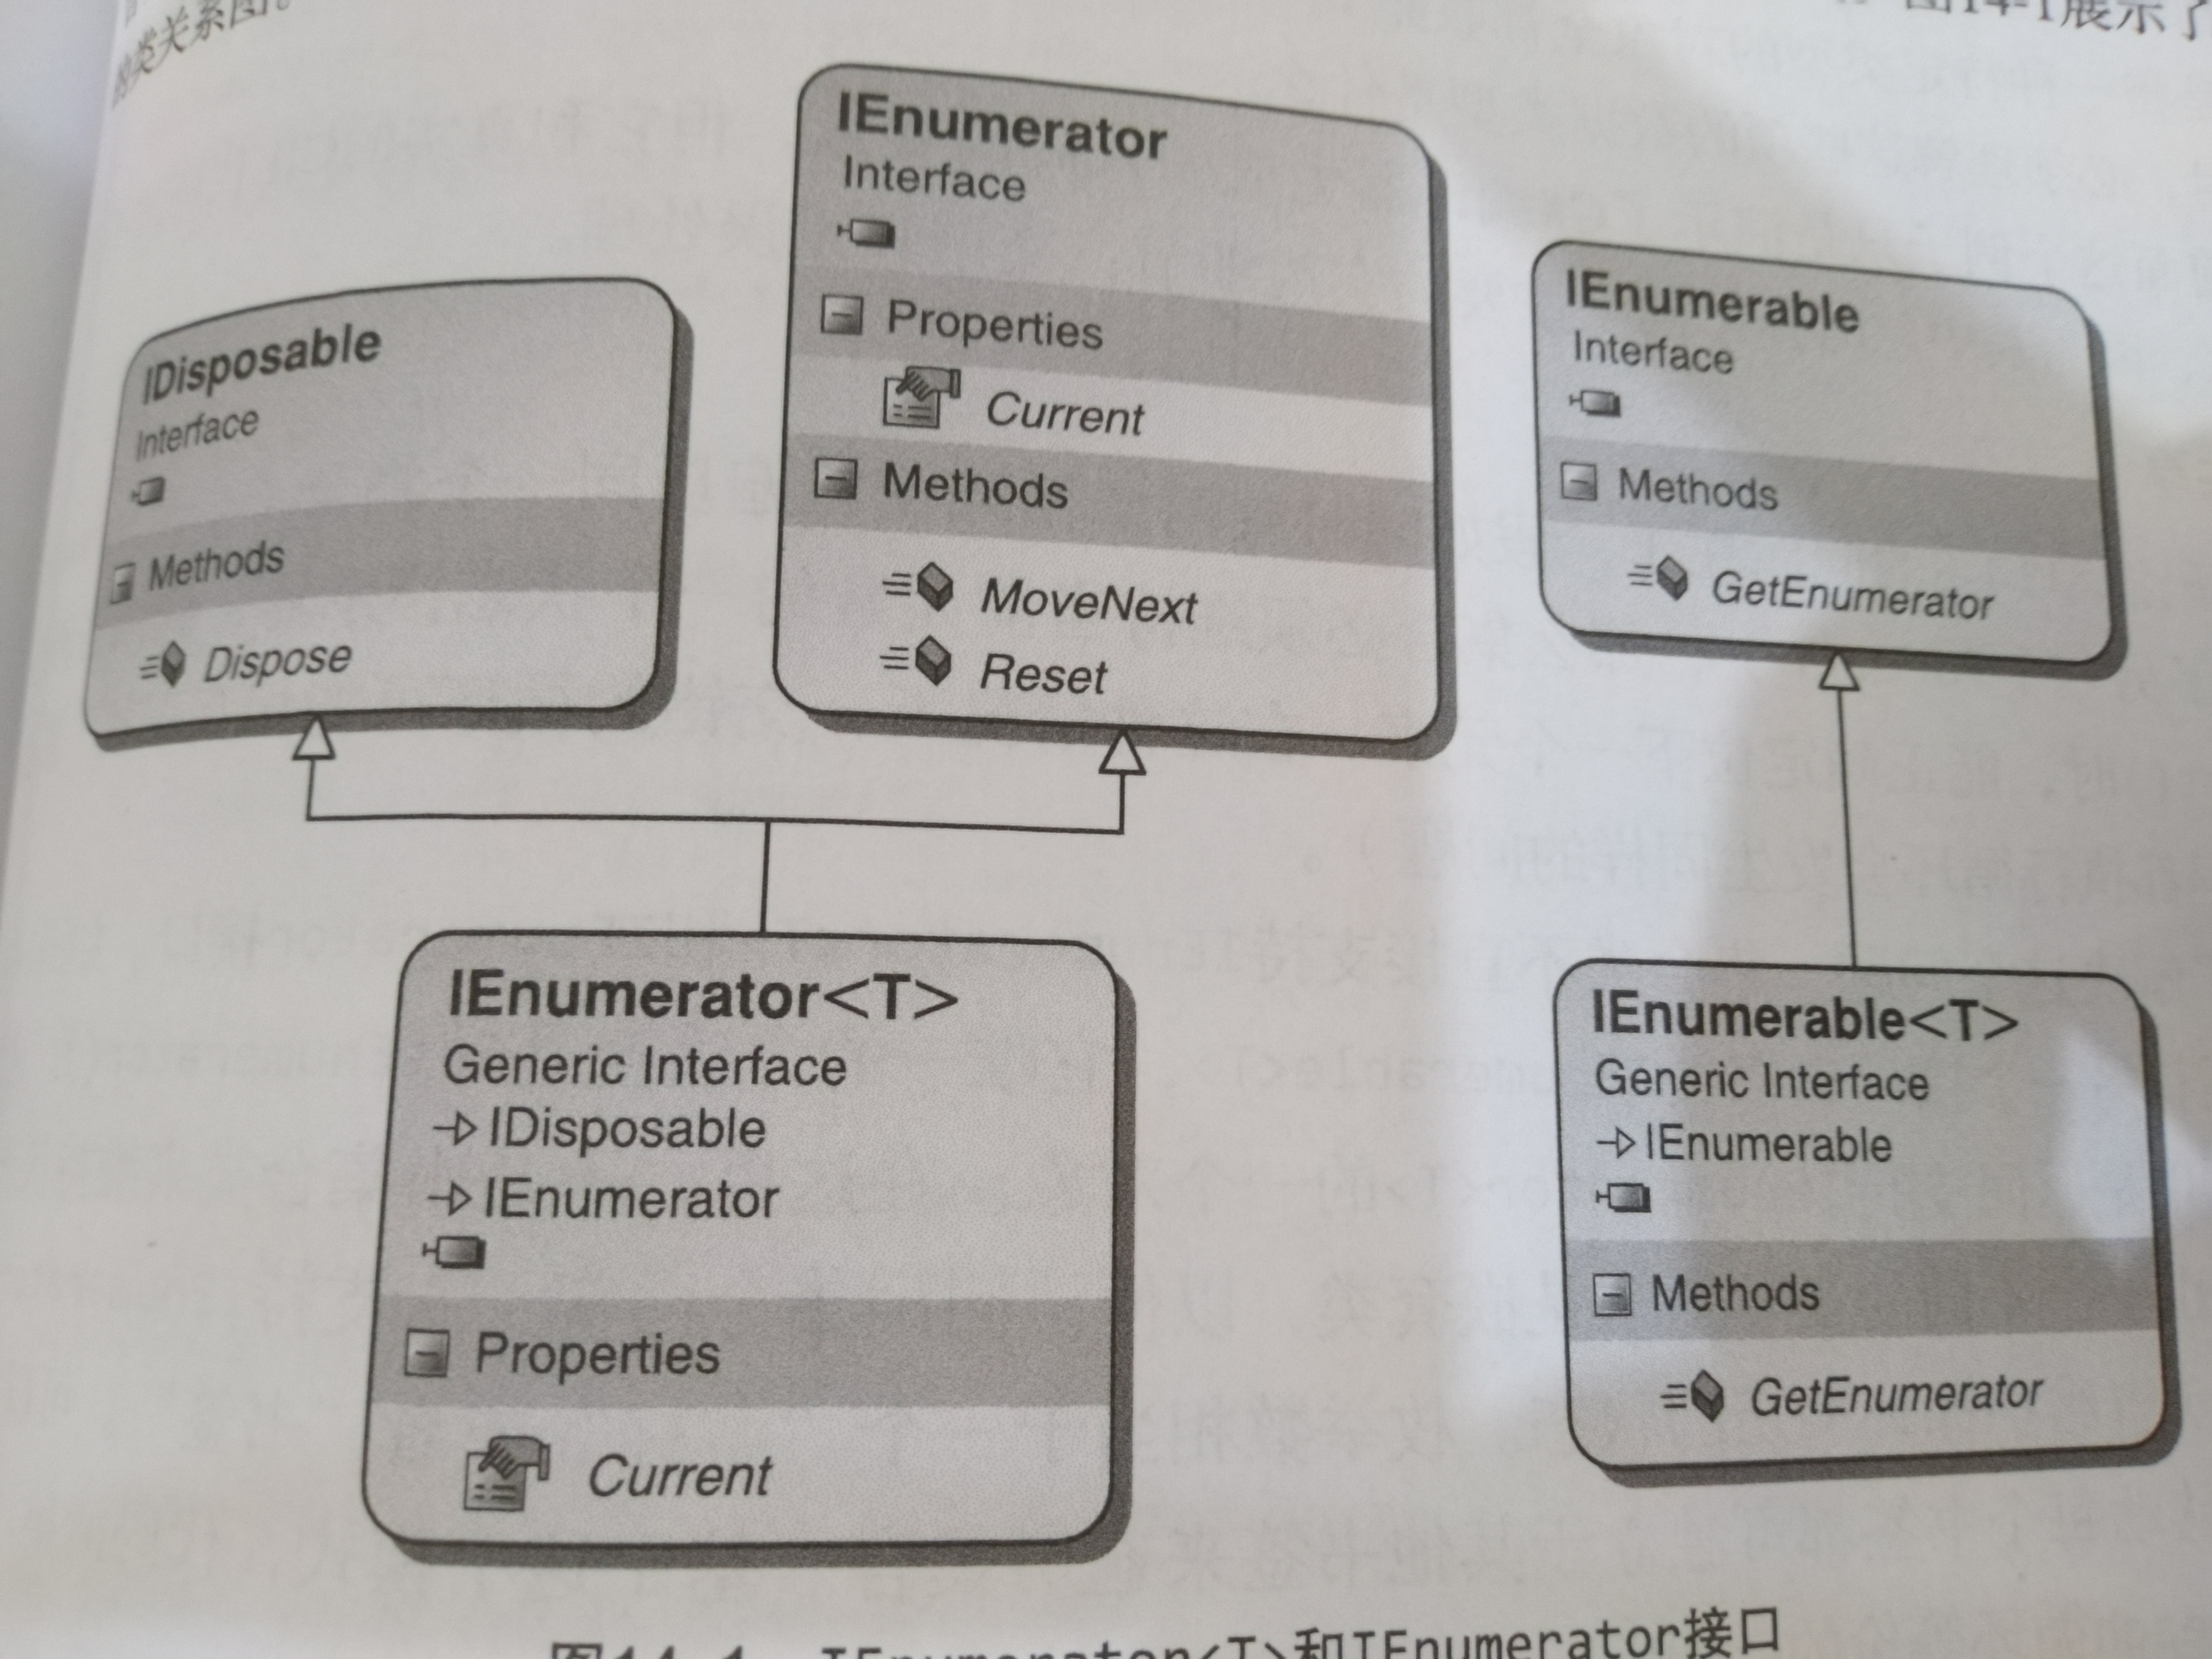 的类关系图。
图14-1展示了
IDisposable
Interface
Methods
Dispose
IEnumerator
Interface
Properties
Current
Methods
MoveNext
Reset
IEnumerable
Interface
Methods
GetEnumerator
IEnumerator<T>
Generic Interface
IDisposable
IEnumerator
Properties
Current
IEnumerable<T>
Generic Interface
IEnumerable
Methods
GetEnumerator
图14-1 IEnumerator<T>和IEnumerator接口